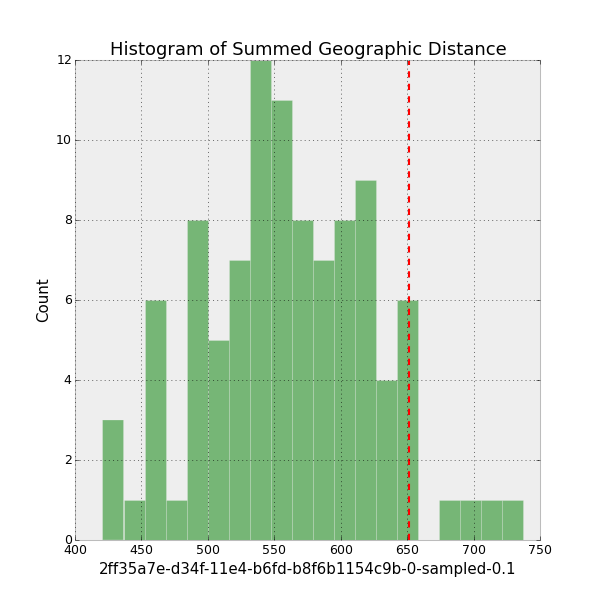 Histogram of Summed Geographic Distance
12
10
8
6
4
2
0
Count
400 450 500 550 600 650 700 750
2ff35a7e-d34f-11e4-b6fd-b8f6b1154c9b-0-sampled-0.1